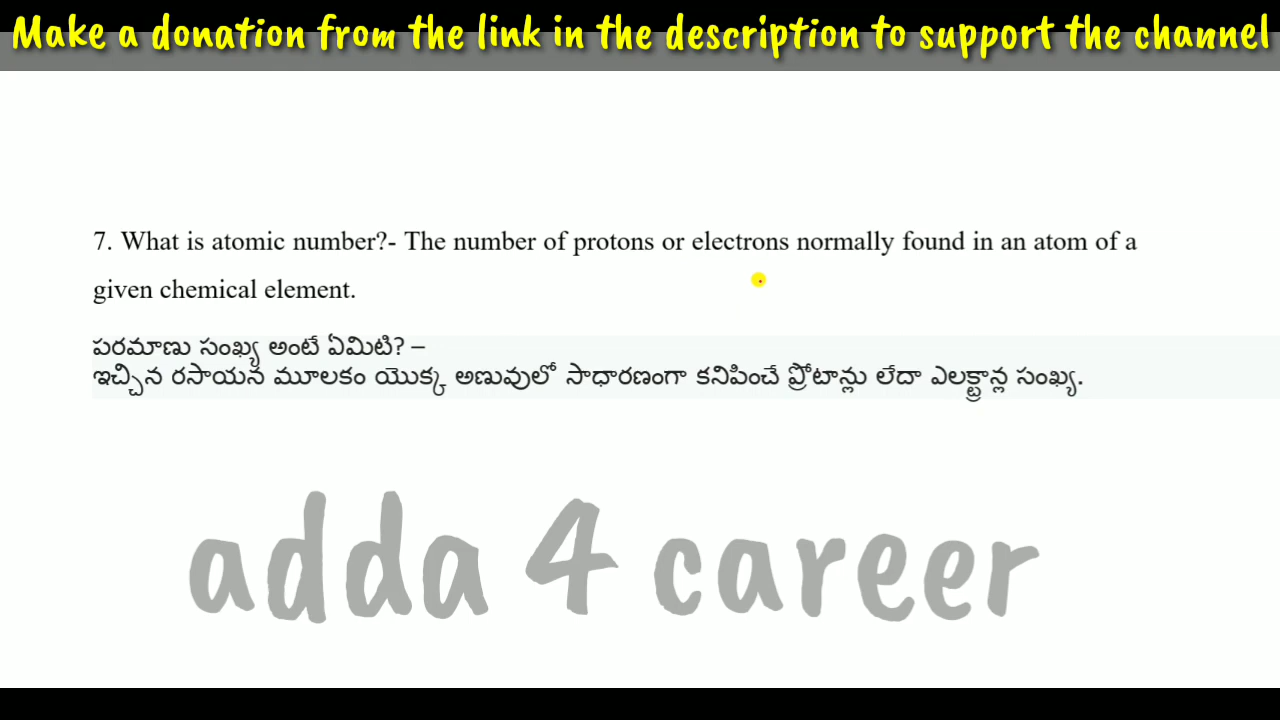 Make a donation from the link in the description to support the channel
7. What is atomic number?- The number of protons or electrons normally found in an atom of a
given chemical element.
పరమాణు సంఖ్య అంటే ఏమిటి? –
ఇచ్చిన రసాయన మూలకం యొక్క అణువులో సాధారణంగా కనిపించే ప్రోటాన్లు లేదా ఎలక్ట్రాన్ల సంఖ్య.
adda 4 career